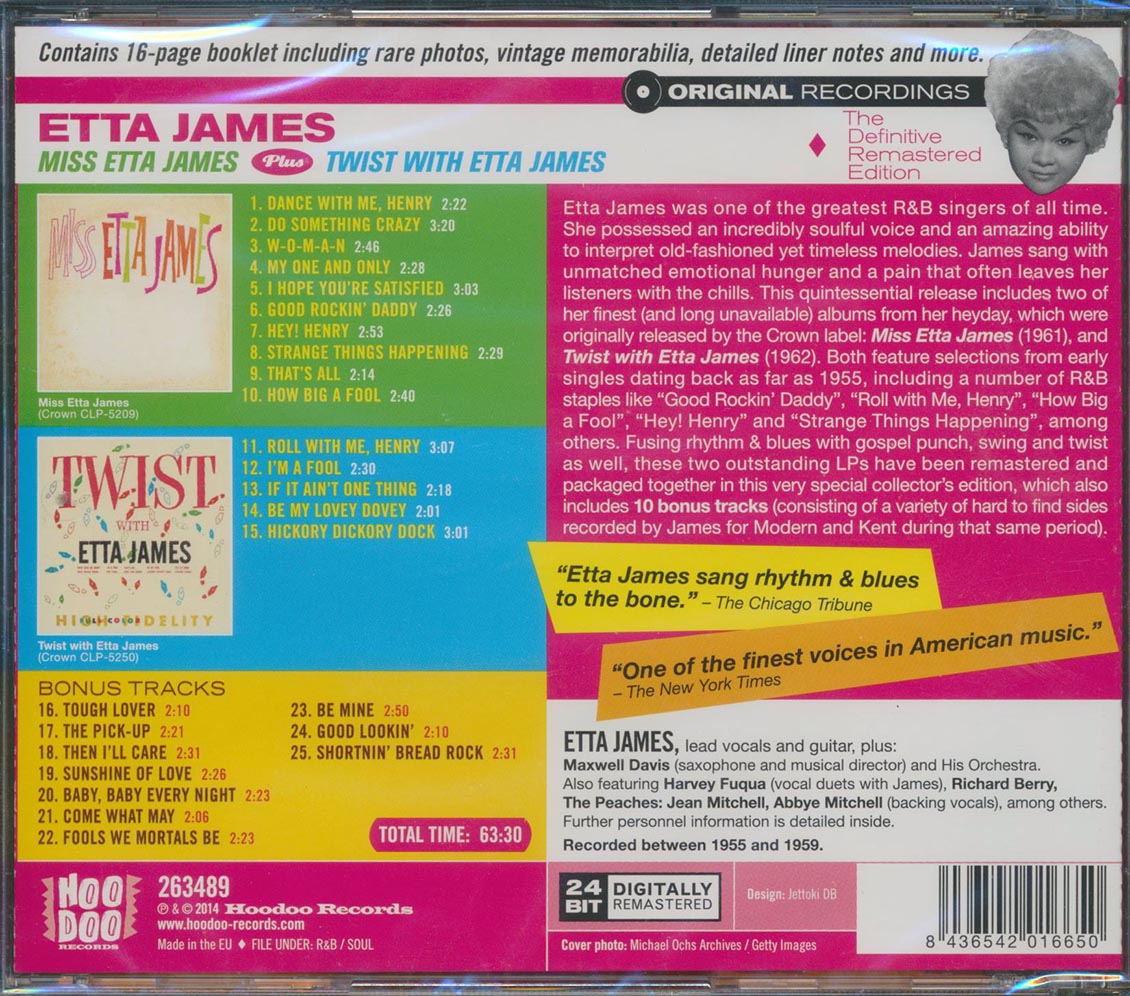 Contains 16-page booklet including rare photos, vintage memorabilia, detailed liner notes and more.
ORIGINAL RECORDINGS
ETTA JAMES
MISS ETTA JAMES Plus TWIST WITH ETTA JAMES
The
Definitive
Remastered
Edition
MISS ETTA JAMES
Miss Etta James
(Crown CLP-5209)
1. DANCE WITH ME, HENRY 2:22
2. DO SOMETHING CRAZY 3:20
3. W-O-M-A-N 2:46
4. MY ONE AND ONLY 2:28
5. I HOPE YOU'RE SATISFIED 3:03
6. GOOD ROCKIN' DADDY 2:26
7. HEY! HENRY 2:53
8. STRANGE THINGS HAPPENING 2:29
9. THAT'S ALL 2:14
10. HOW BIG A FOOL 2:40
TWIST
WITH
ETTA JAMES
HIGH FIDELITY
FULL COLOR
Twist with Etta James
(Crown CLP-5250)
11. ROLL WITH ME, HENRY 3:07
12. I'M A FOOL 2:30
13. IF IT AIN'T ONE THING 2:18
14. BE MY LOVEY DOVEY 2:01
15. HICKORY DICKORY DOCK 3:01
BONUS TRACKS
16. TOUGH LOVER 2:10
17. THE PICK-UP 2:21
18. THEN I'LL CARE 2:31
19. SUNSHINE OF LOVE 2:26
20. BABY, BABY EVERY NIGHT 2:23
21. COME WHAT MAY 2:06
22. FOOLS WE MORTALS BE 2:23
23. BE MINE 2:50
24. GOOD LOOKIN' 2:10
25. SHORTNIN' BREAD ROCK 2:31
TOTAL TIME: 63:30
Etta James was one of the greatest R&B singers of all time.
She possessed an incredibly soulful voice and an amazing ability
to interpret old-fashioned yet timeless melodies. James sang with
unmatched emotional hunger and a pain that often leaves her
listeners with the chills. This quintessential release includes two of
her finest (and long unavailable) albums from her heyday, which were
originally released by the Crown label: Miss Etta James (1961), and
Twist with Etta James (1962). Both feature selections from early
singles dating back as far as 1955, including a number of R&B
staples like “Good Rockin’ Daddy”, “Roll with Me, Henry”, “How Big
a Fool”, “Hey! Henry” and “Strange Things Happening”, among
others. Fusing rhythm & blues with gospel punch, swing and twist
as well, these two outstanding LPs have been remastered and
packaged together in this very special collector’s edition, which also
includes 10 bonus tracks (consisting of a variety of hard to find sides
recorded by James for Modern and Kent during that same period).
“Etta James sang rhythm & blues
to the bone.” – The Chicago Tribune
“One of the finest voices in American music.”
– The New York Times
ETTA JAMES, lead vocals and guitar, plus:
Maxwell Davis (saxophone and musical director) and His Orchestra.
Also featuring Harvey Fuqua (vocal duets with James), Richard Berry,
The Peaches: Jean Mitchell, Abbye Mitchell (backing vocals), among others.
Further personnel information is detailed inside.
Recorded between 1955 and 1959.
HOO
DOO
RECORDS
263489
℗ & © 2014 Hoodoo Records
www.hoodoo-records.com
Made in the EU ♦ FILE UNDER: R&B / SOUL
24
BIT
DIGITALLY
REMASTERED
Design: Jettoki DB
Cover photo: Michael Ochs Archives / Getty Images
8 436542 016650